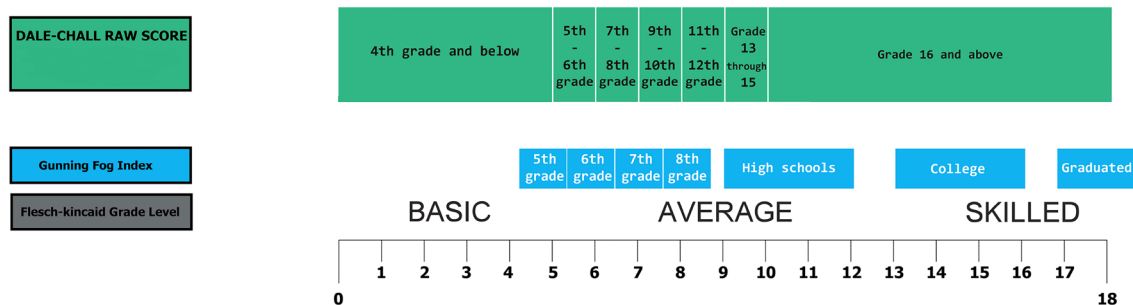 DALE-CHALL RAW SCORE
4th grade and below
5th
-
6th
grade
7th
-
8th
grade
9th
-
10th
grade
11th
-
12th
grade
Grade
13
through
15
Grade 16 and above
Gunning Fog Index
5th
grade
6th
grade
7th
grade
8th
grade
High schools
College
Graduated
Flesch-kincaid Grade Level
BASIC AVERAGE SKILLED
1 2 3 4 5 6 7 8 9 10 11 12 13 14 15 16 17
0 18